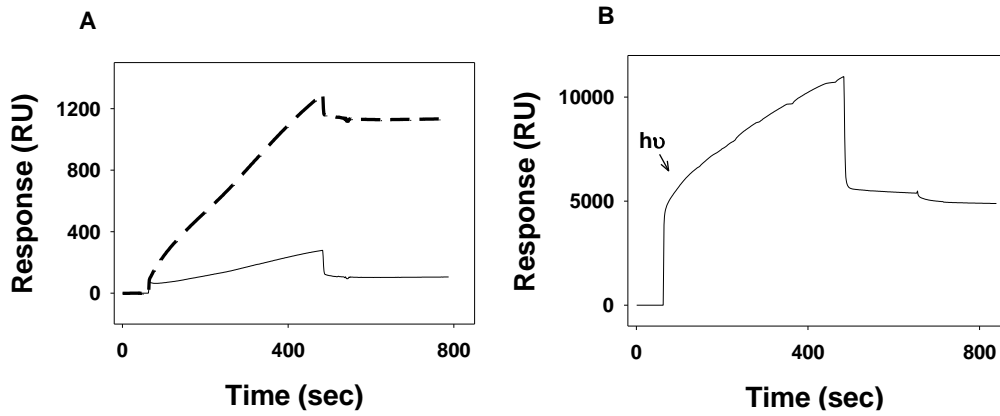 A
Response (RU)
1200
800
400
0
0 400 800
Time (sec)
B
Response (RU)
10000
5000
0
hυ
0 400 800
Time (sec)